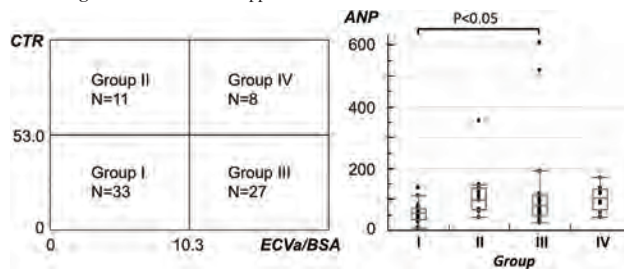 CTR
Group II
N=11
Group IV
N=8
53.0
Group I
N=33
Group III
N=27
0
0
10.3
ECVa/BSA
ANP
P<0.05
600
400
200
0
I
II
III
IV
Group